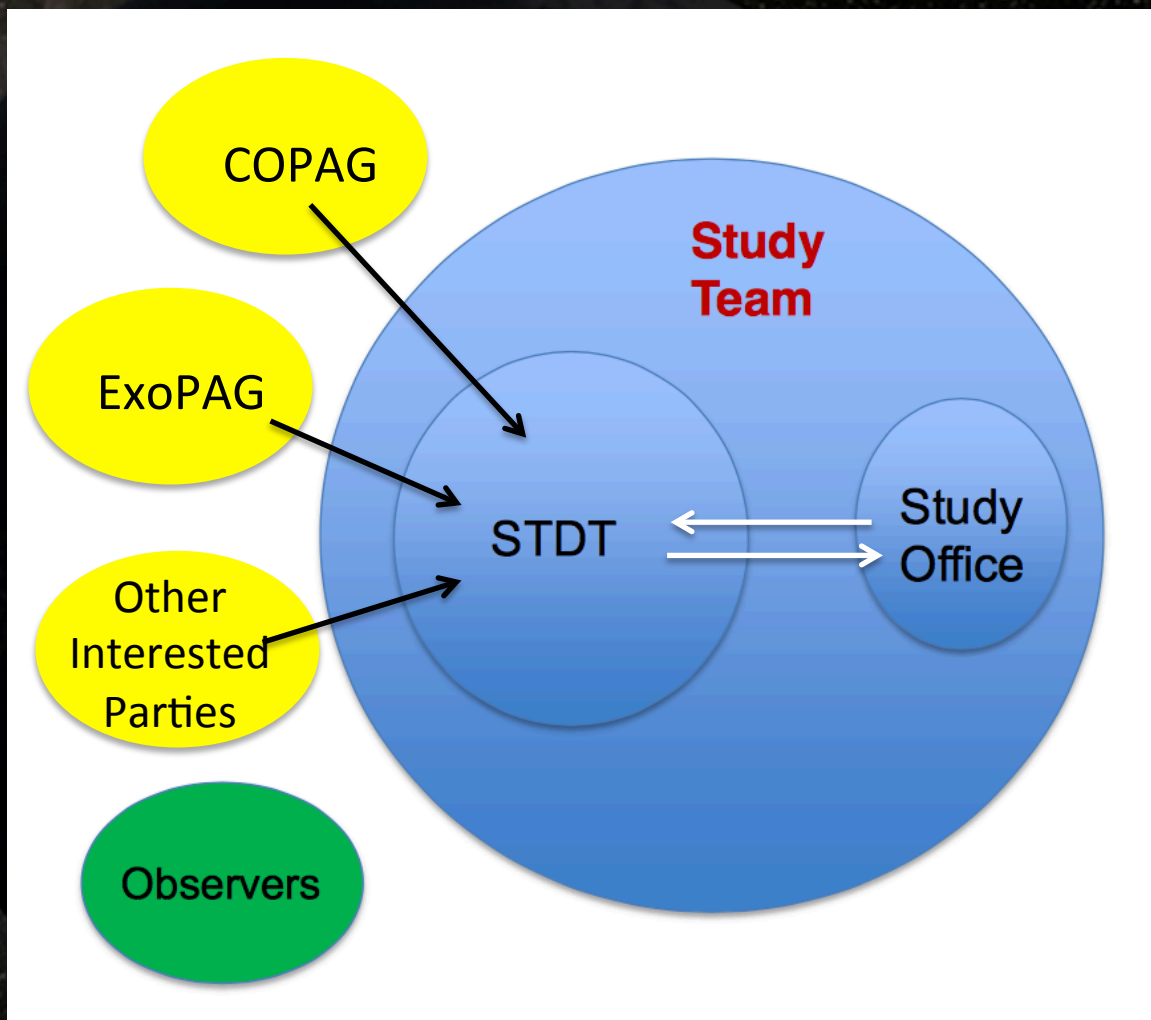 COPAG
Study
Team
ExoPAG
STDT
Study
Office
Other
Interested
Parties
Observers